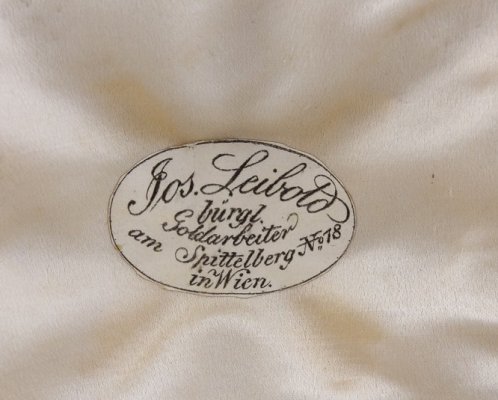 Jos. Leibold
bürgl.
Goldarbeiter
am Spittelberg No 18
in Wien.